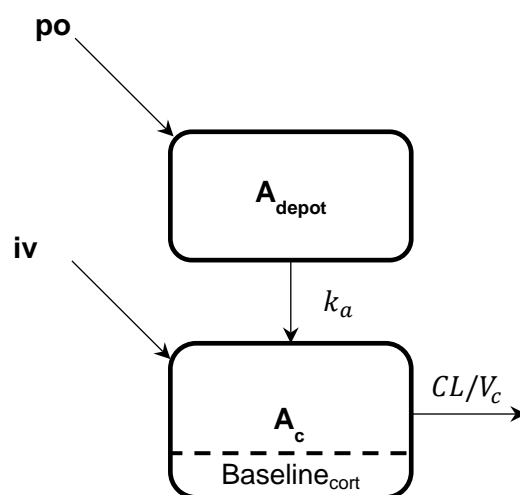 po
A_depot
iv
k_a
CL/V_c
A_c
Baseline_cort